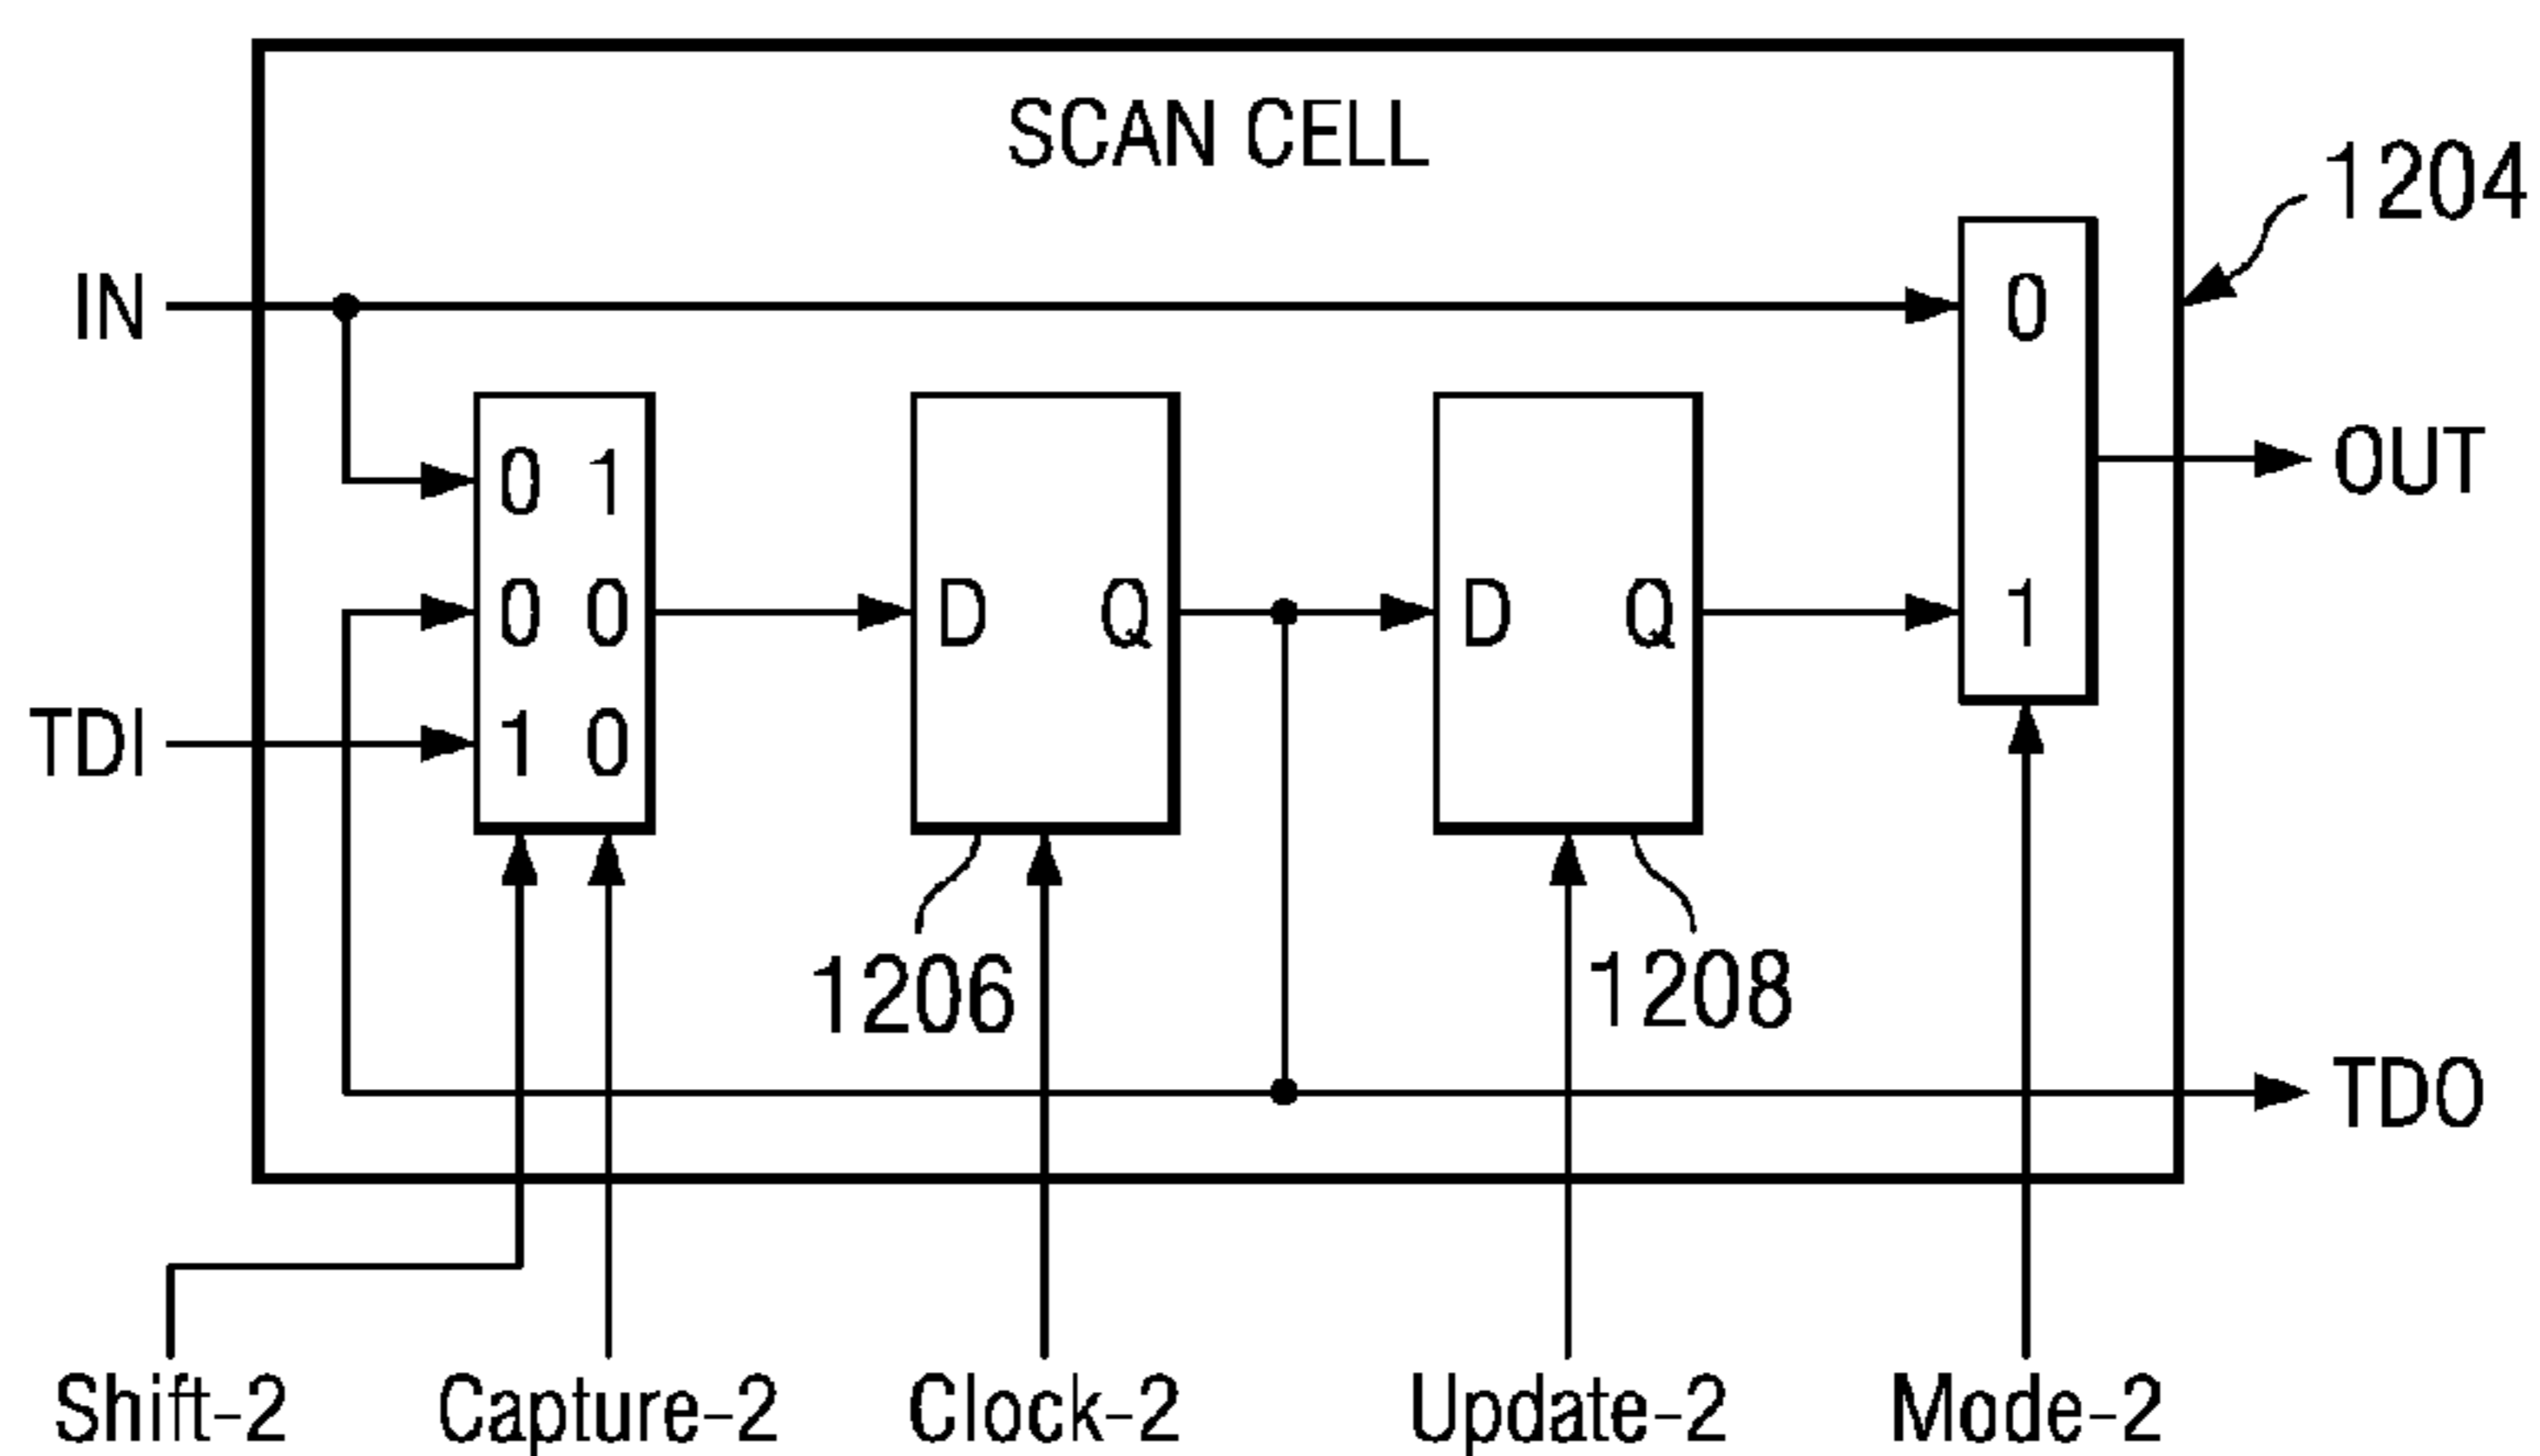 SCAN CELL
1204
IN
0
0 1
OUT
0 0
D Q
D Q
1
TDI
1 0
1206
1208
TDO
Shift-2
Capture-2
Clock-2
Update-2
Mode-2